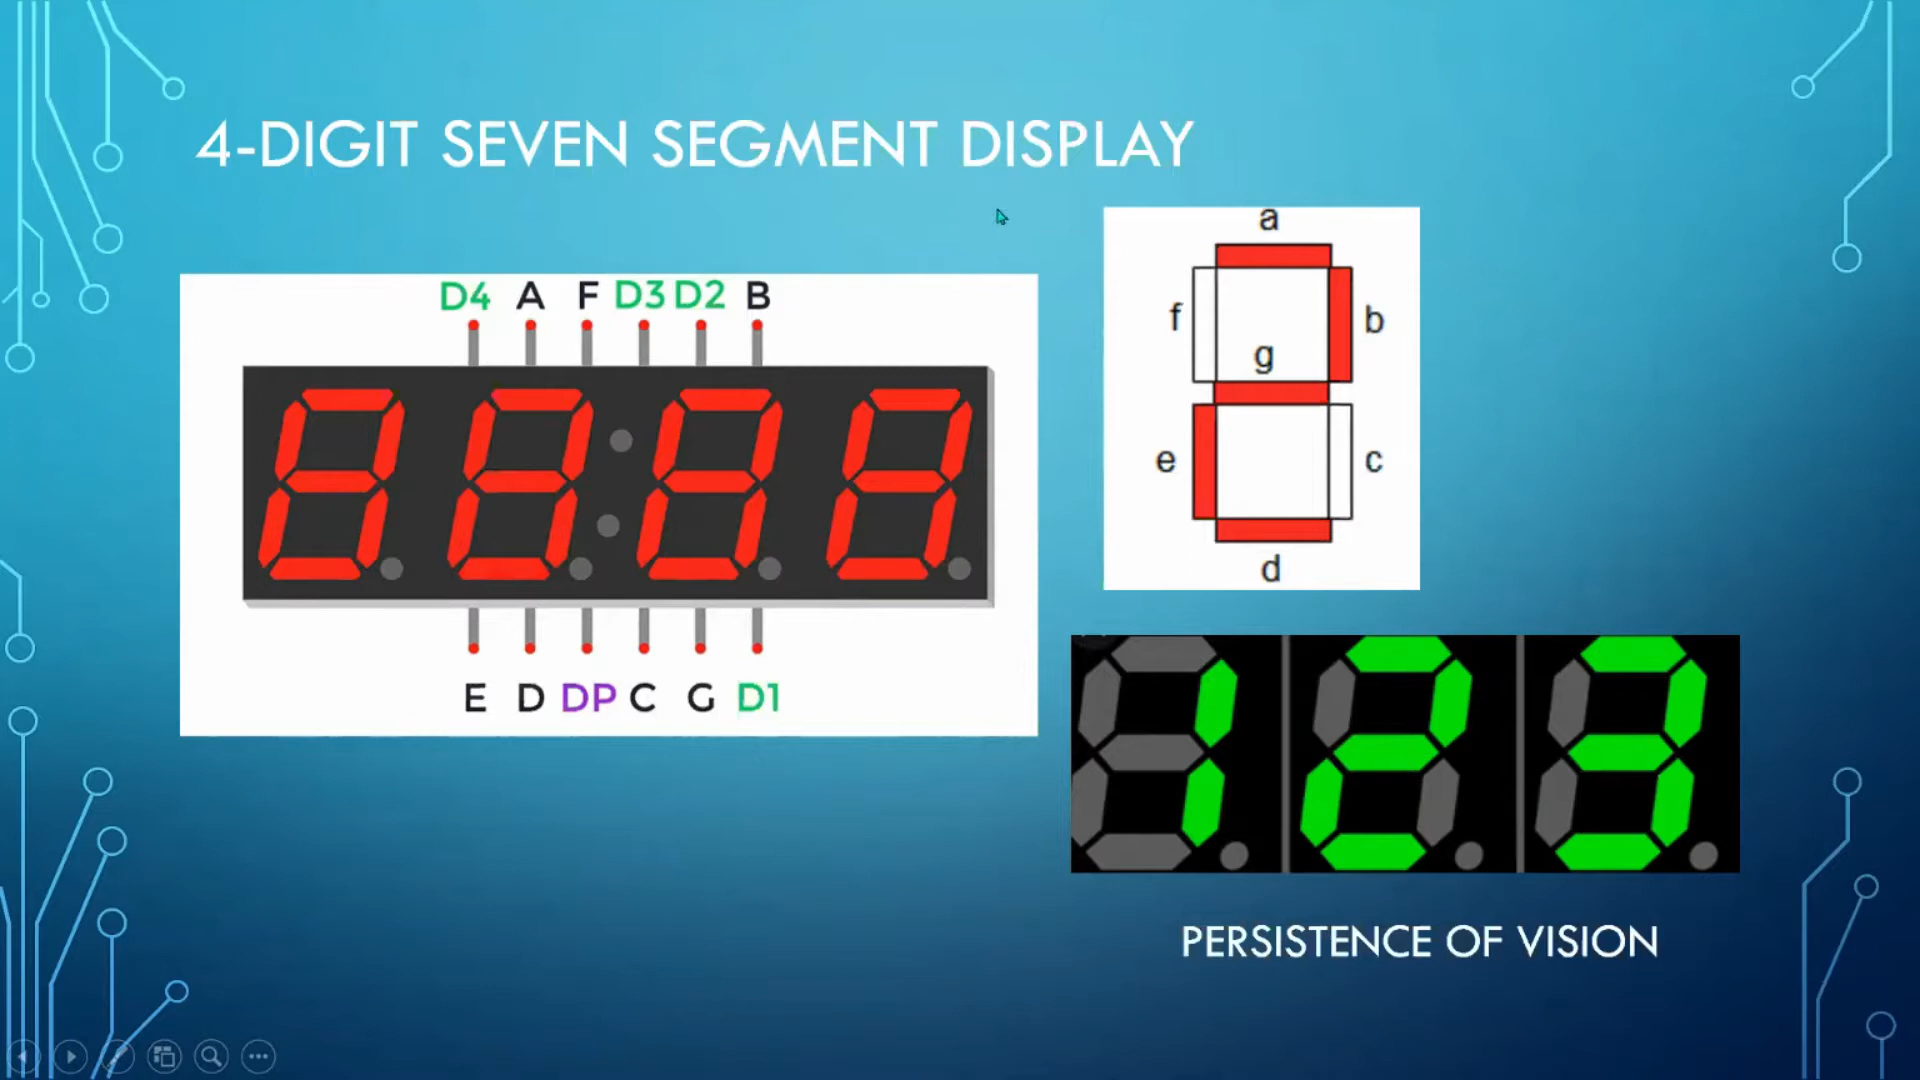 4-DIGIT SEVEN SEGMENT DISPLAY
D4 A F D3 D2 B
E D DP C G D1
a
f b
g
e c
d
PERSISTENCE OF VISION